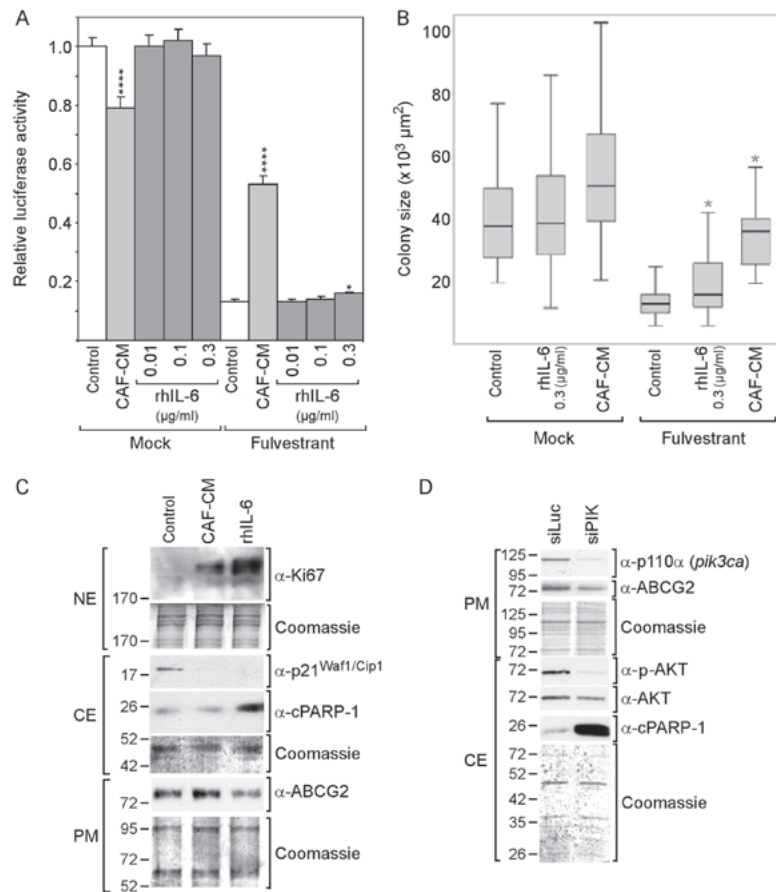 A
Relative luciferase activity
1.0
0.8
0.6
0.4
0.2
****
****
*
Control
CAF-CM
0.01
0.1
0.3
Control
CAF-CM
0.01
0.1
0.3
rhIL-6
(µg/ml)
rhIL-6
(µg/ml)
Mock
Fulvestrant
B
Colony size (x10³ µm²)
100
80
60
40
20
*
*
Control
rhIL-6
0.3 (µg/ml)
CAF-CM
Control
rhIL-6
0.3 (µg/ml)
CAF-CM
Mock
Fulvestrant
C
Control
CAF-CM
rhIL-6
NE
170
α-Ki67
170
Coomassie
CE
17
α-p21Waf1/Cip1
26
α-cPARP-1
52
42
Coomassie
PM
72
α-ABCG2
95
72
52
Coomassie
D
siLuc
siPIK
PM
125
95
α-p110α (pik3ca)
72
α-ABCG2
125
95
72
Coomassie
CE
72
α-p-AKT
72
α-AKT
26
α-cPARP-1
72
52
42
35
26
Coomassie